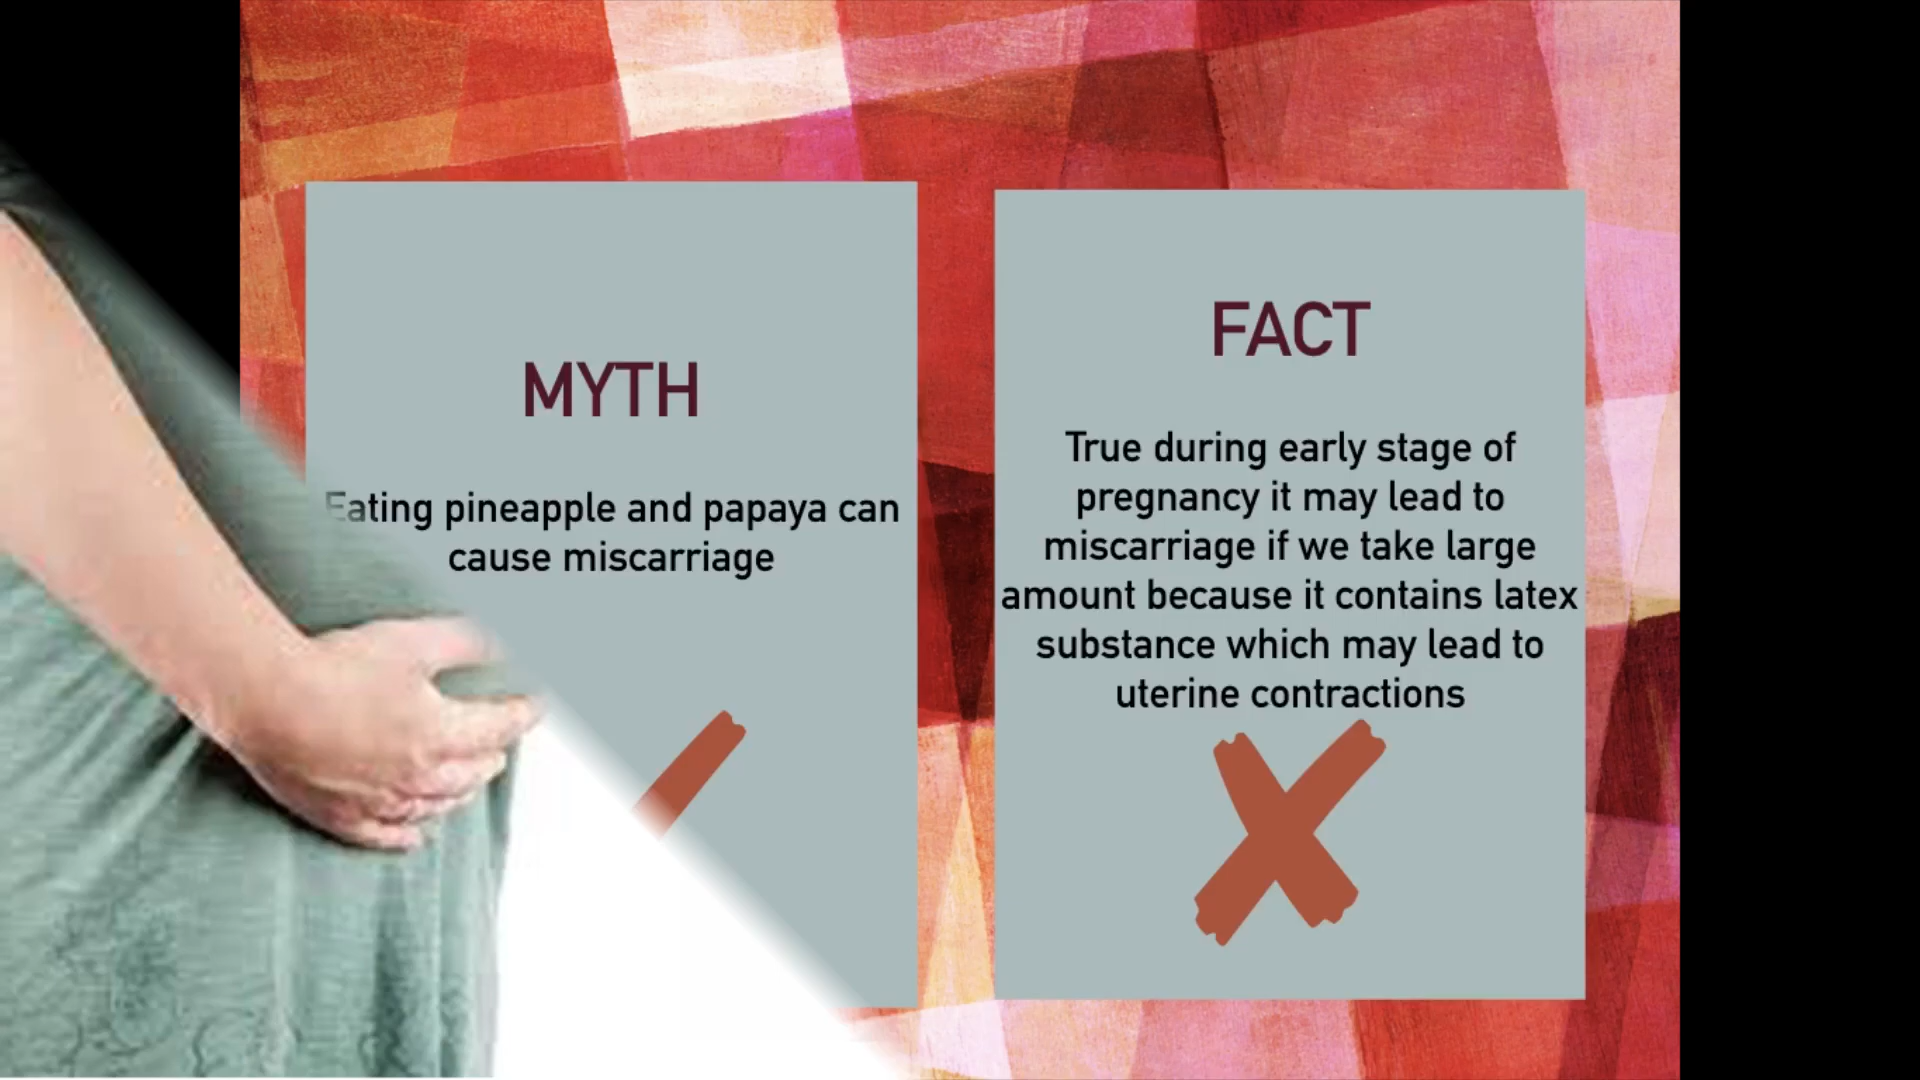 MYTH
Eating pineapple and papaya can
cause miscarriage
FACT
True during early stage of
pregnancy it may lead to
miscarriage if we take large
amount because it contains latex
substance which may lead to
uterine contractions